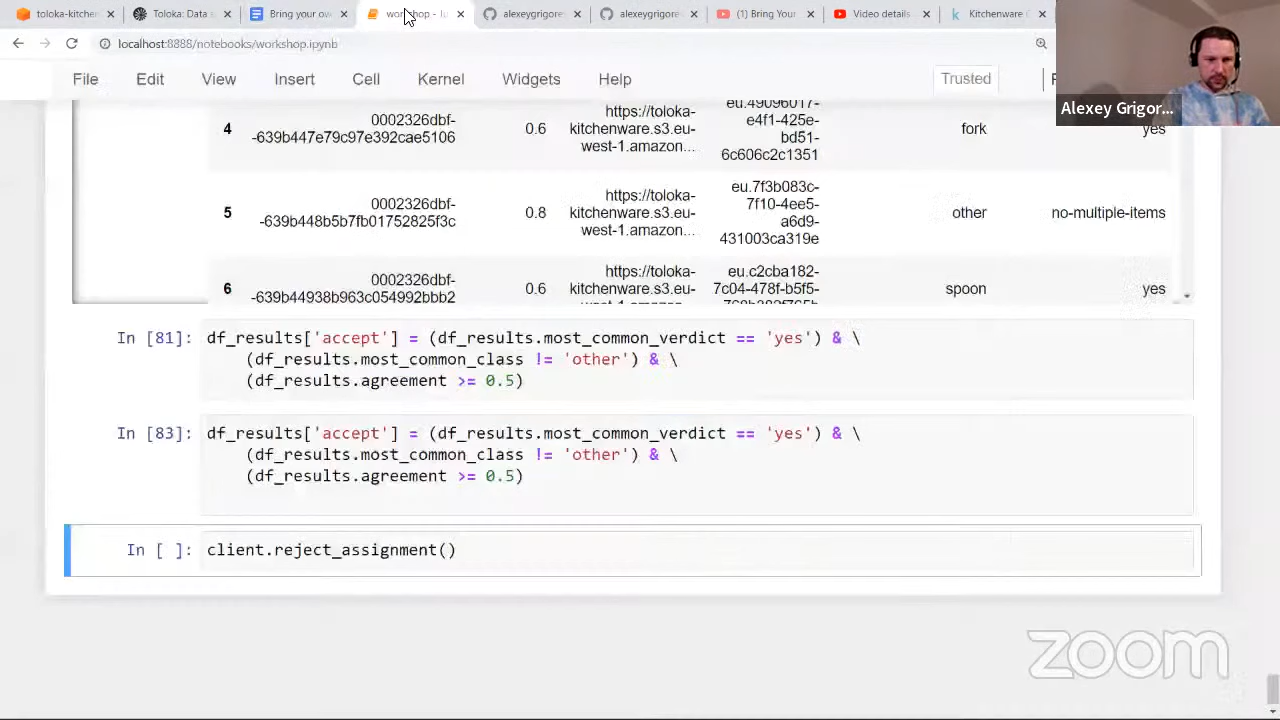 toloka-kitche
Toloka: Data s
Bring your ow
workshop - Ju
alexeygrigore
alexeygrigore
(1) Bring Your
Video details
Kitchenware C
localhost:8888/notebooks/workshop.ipynb
File Edit View Insert Cell Kernel Widgets Help Trusted
Alexey Grigor...
4 0002326dbf--639b447e79c97e392cae5106 0.6 https://toloka-kitchenware.s3.eu-west-1.amazon... eu.49096017-e4f1-425e-bd51-6c606c2c1351 fork yes
5 0002326dbf--639b448b5b7fb01752825f3c 0.8 https://toloka-kitchenware.s3.eu-west-1.amazon... eu.7f3b083c-7f10-4ee5-a6d9-431003ca319e other no-multiple-items
6 0002326dbf--639b44938b963c054992bbb2 0.6 https://toloka-kitchenware.s3.eu- eu.c2cba182-7c04-478f-b5f5- spoon yes
In [81]: df_results['accept'] = (df_results.most_common_verdict == 'yes') & \
(df_results.most_common_class != 'other') & \
(df_results.agreement >= 0.5)
In [83]: df_results['accept'] = (df_results.most_common_verdict == 'yes') & \
(df_results.most_common_class != 'other') & \
(df_results.agreement >= 0.5)
In [ ]: client.reject_assignment()
zoom